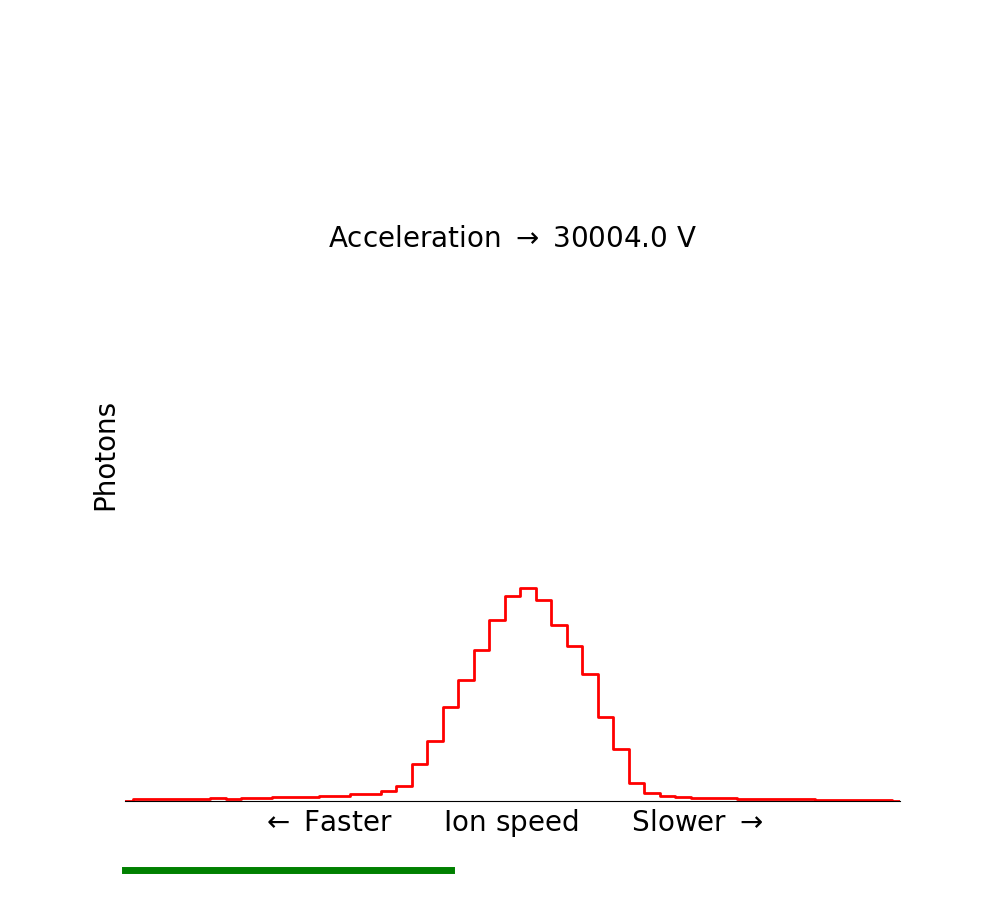 Acceleration → 30004.0 V
Photons
← Faster Ion speed Slower →